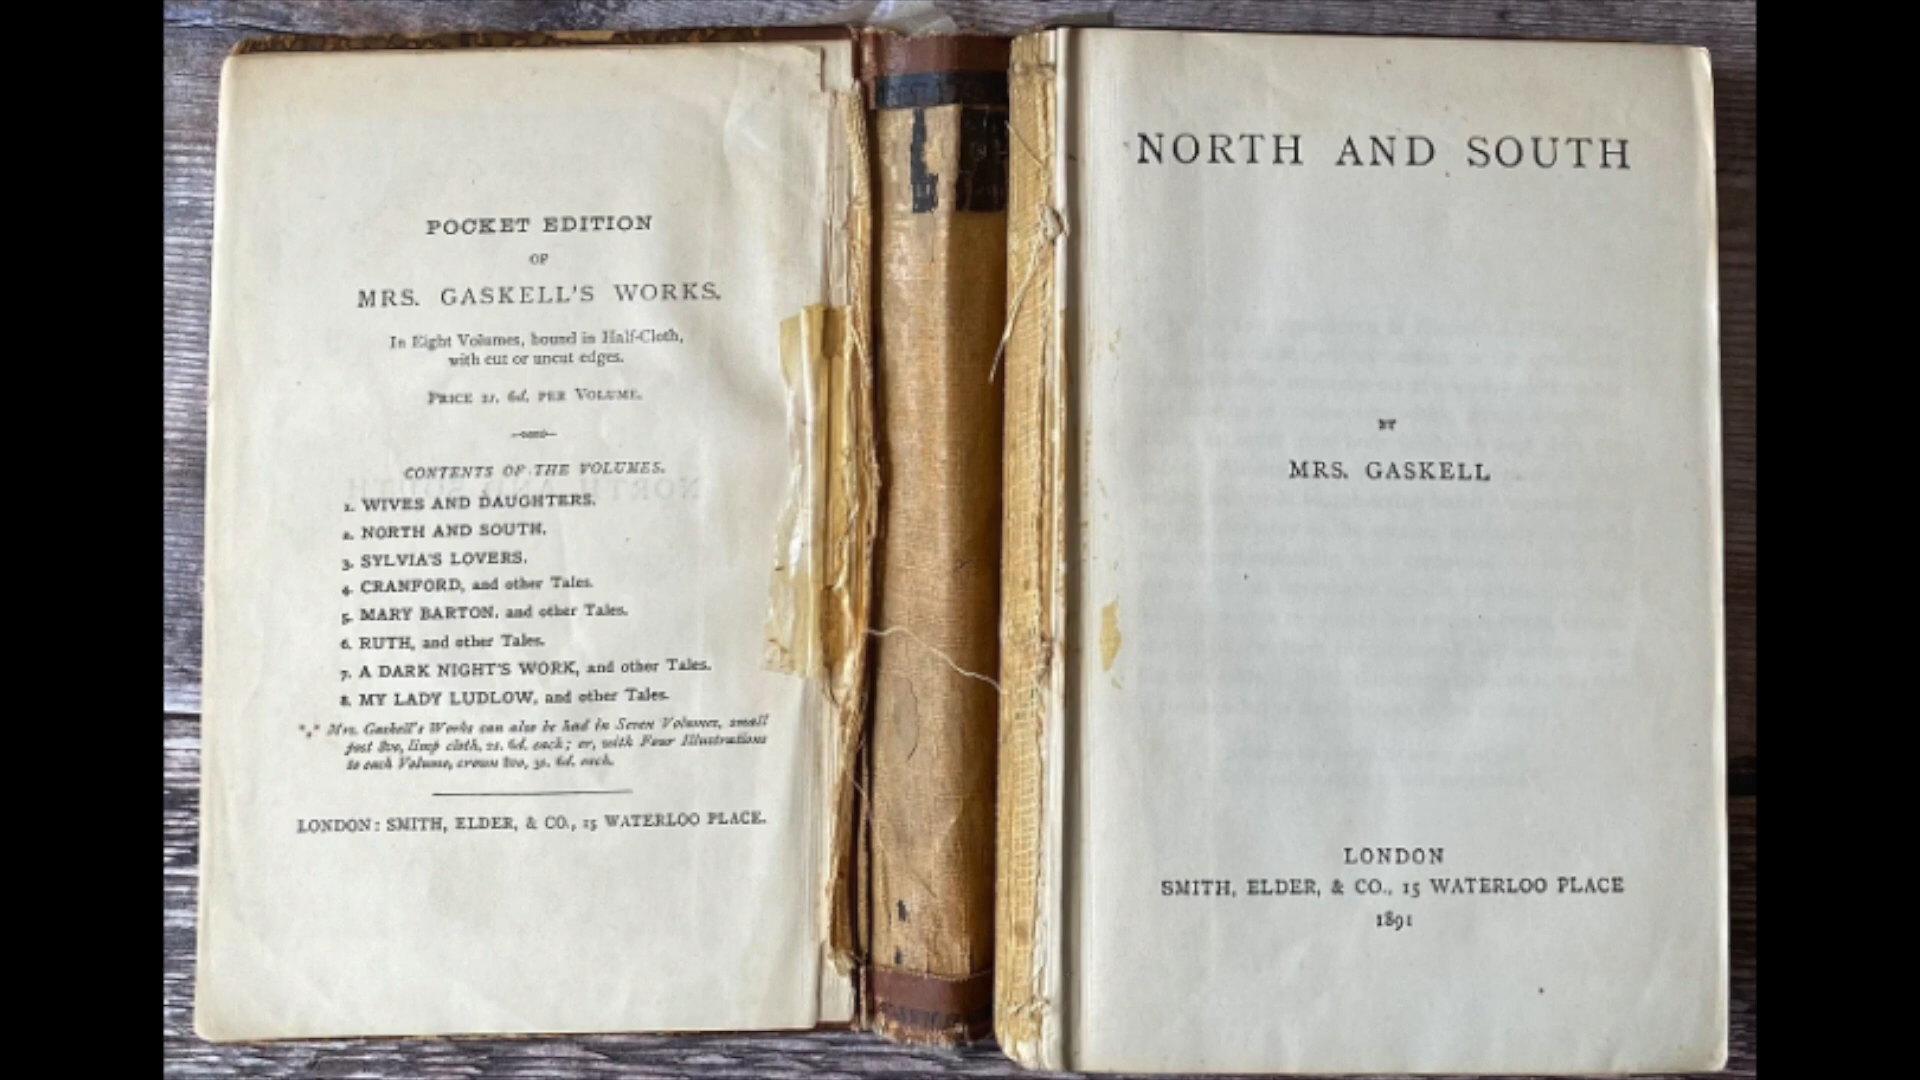 POCKET EDITION
OF
MRS. GASKELL'S WORKS.
In Eight Volumes, bound in Half-Cloth,
with cut or uncut edges.
PRICE 2s. 6d. PER VOLUME.
CONTENTS OF THE VOLUMES.
1. WIVES AND DAUGHTERS.
2. NORTH AND SOUTH.
3. SYLVIA'S LOVERS.
4. CRANFORD, and other Tales.
5. MARY BARTON, and other Tales.
6. RUTH, and other Tales.
7. A DARK NIGHT'S WORK, and other Tales.
8. MY LADY LUDLOW, and other Tales.
*⁎* Mrs. Gaskell's Works can also be had in Seven Volumes, small
post 8vo, limp cloth, 2s. 6d. each; or, with Four Illustrations
to each Volume, crown 8vo, 3s. 6d. each.
LONDON: SMITH, ELDER, & CO., 15 WATERLOO PLACE.
NORTH AND SOUTH
BY
MRS. GASKELL
LONDON
SMITH, ELDER, & CO., 15 WATERLOO PLACE
1891